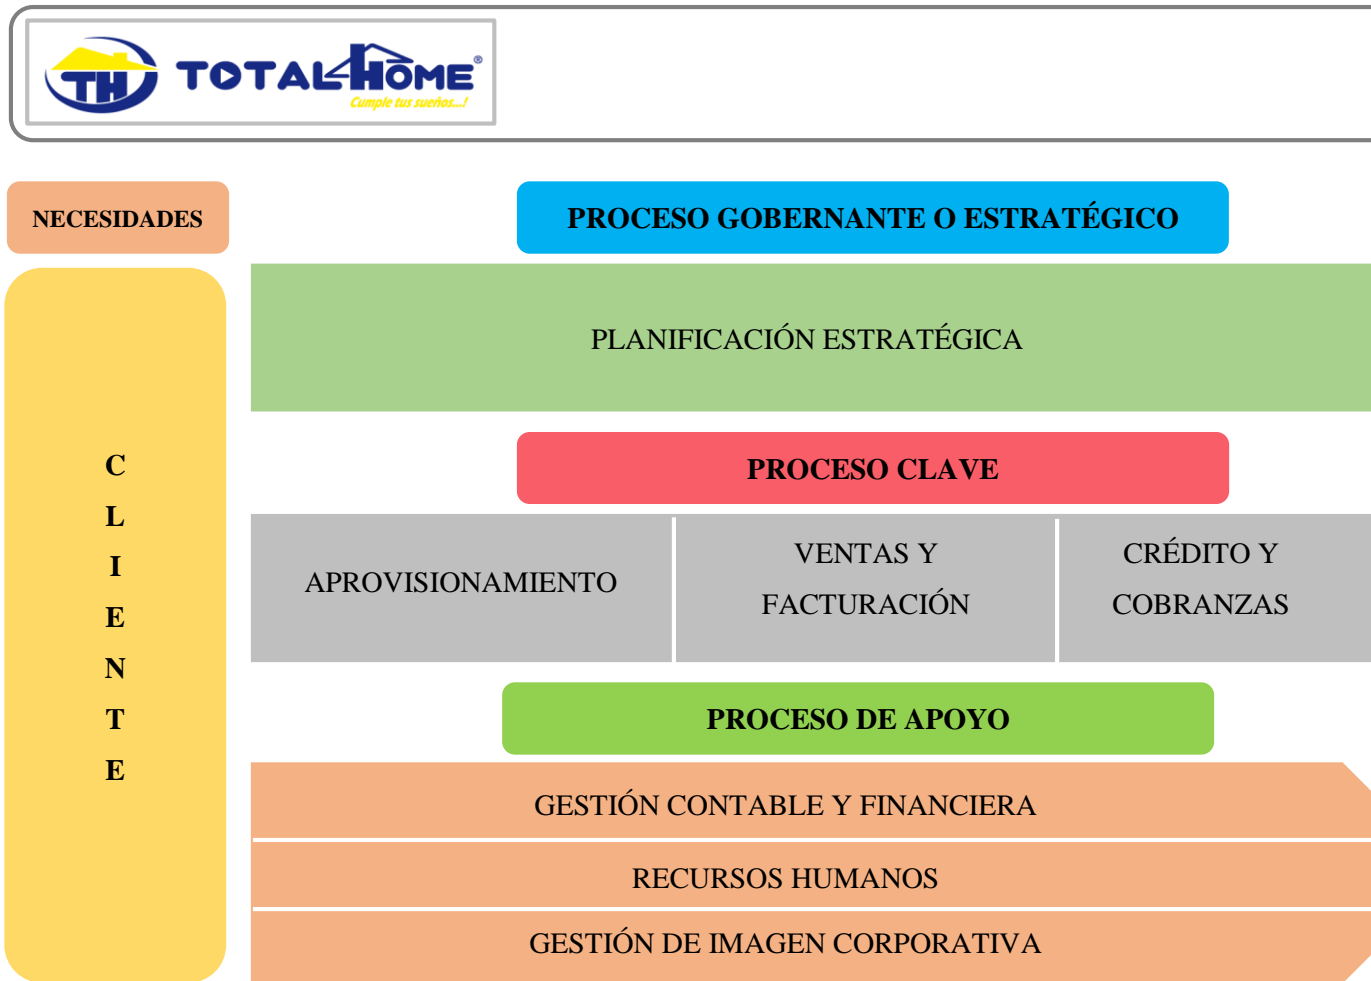 TH TOTAL HOME®
Cumple tus sueños...!
NECESIDADES
PROCESO GOBERNANTE O ESTRATÉGICO
PLANIFICACIÓN ESTRATÉGICA
C
L
I
E
N
T
E
PROCESO CLAVE
APROVISIONAMIENTO
VENTAS Y
FACTURACIÓN
CRÉDITO Y
COBRANZAS
PROCESO DE APOYO
GESTIÓN CONTABLE Y FINANCIERA
RECURSOS HUMANOS
GESTIÓN DE IMAGEN CORPORATIVA